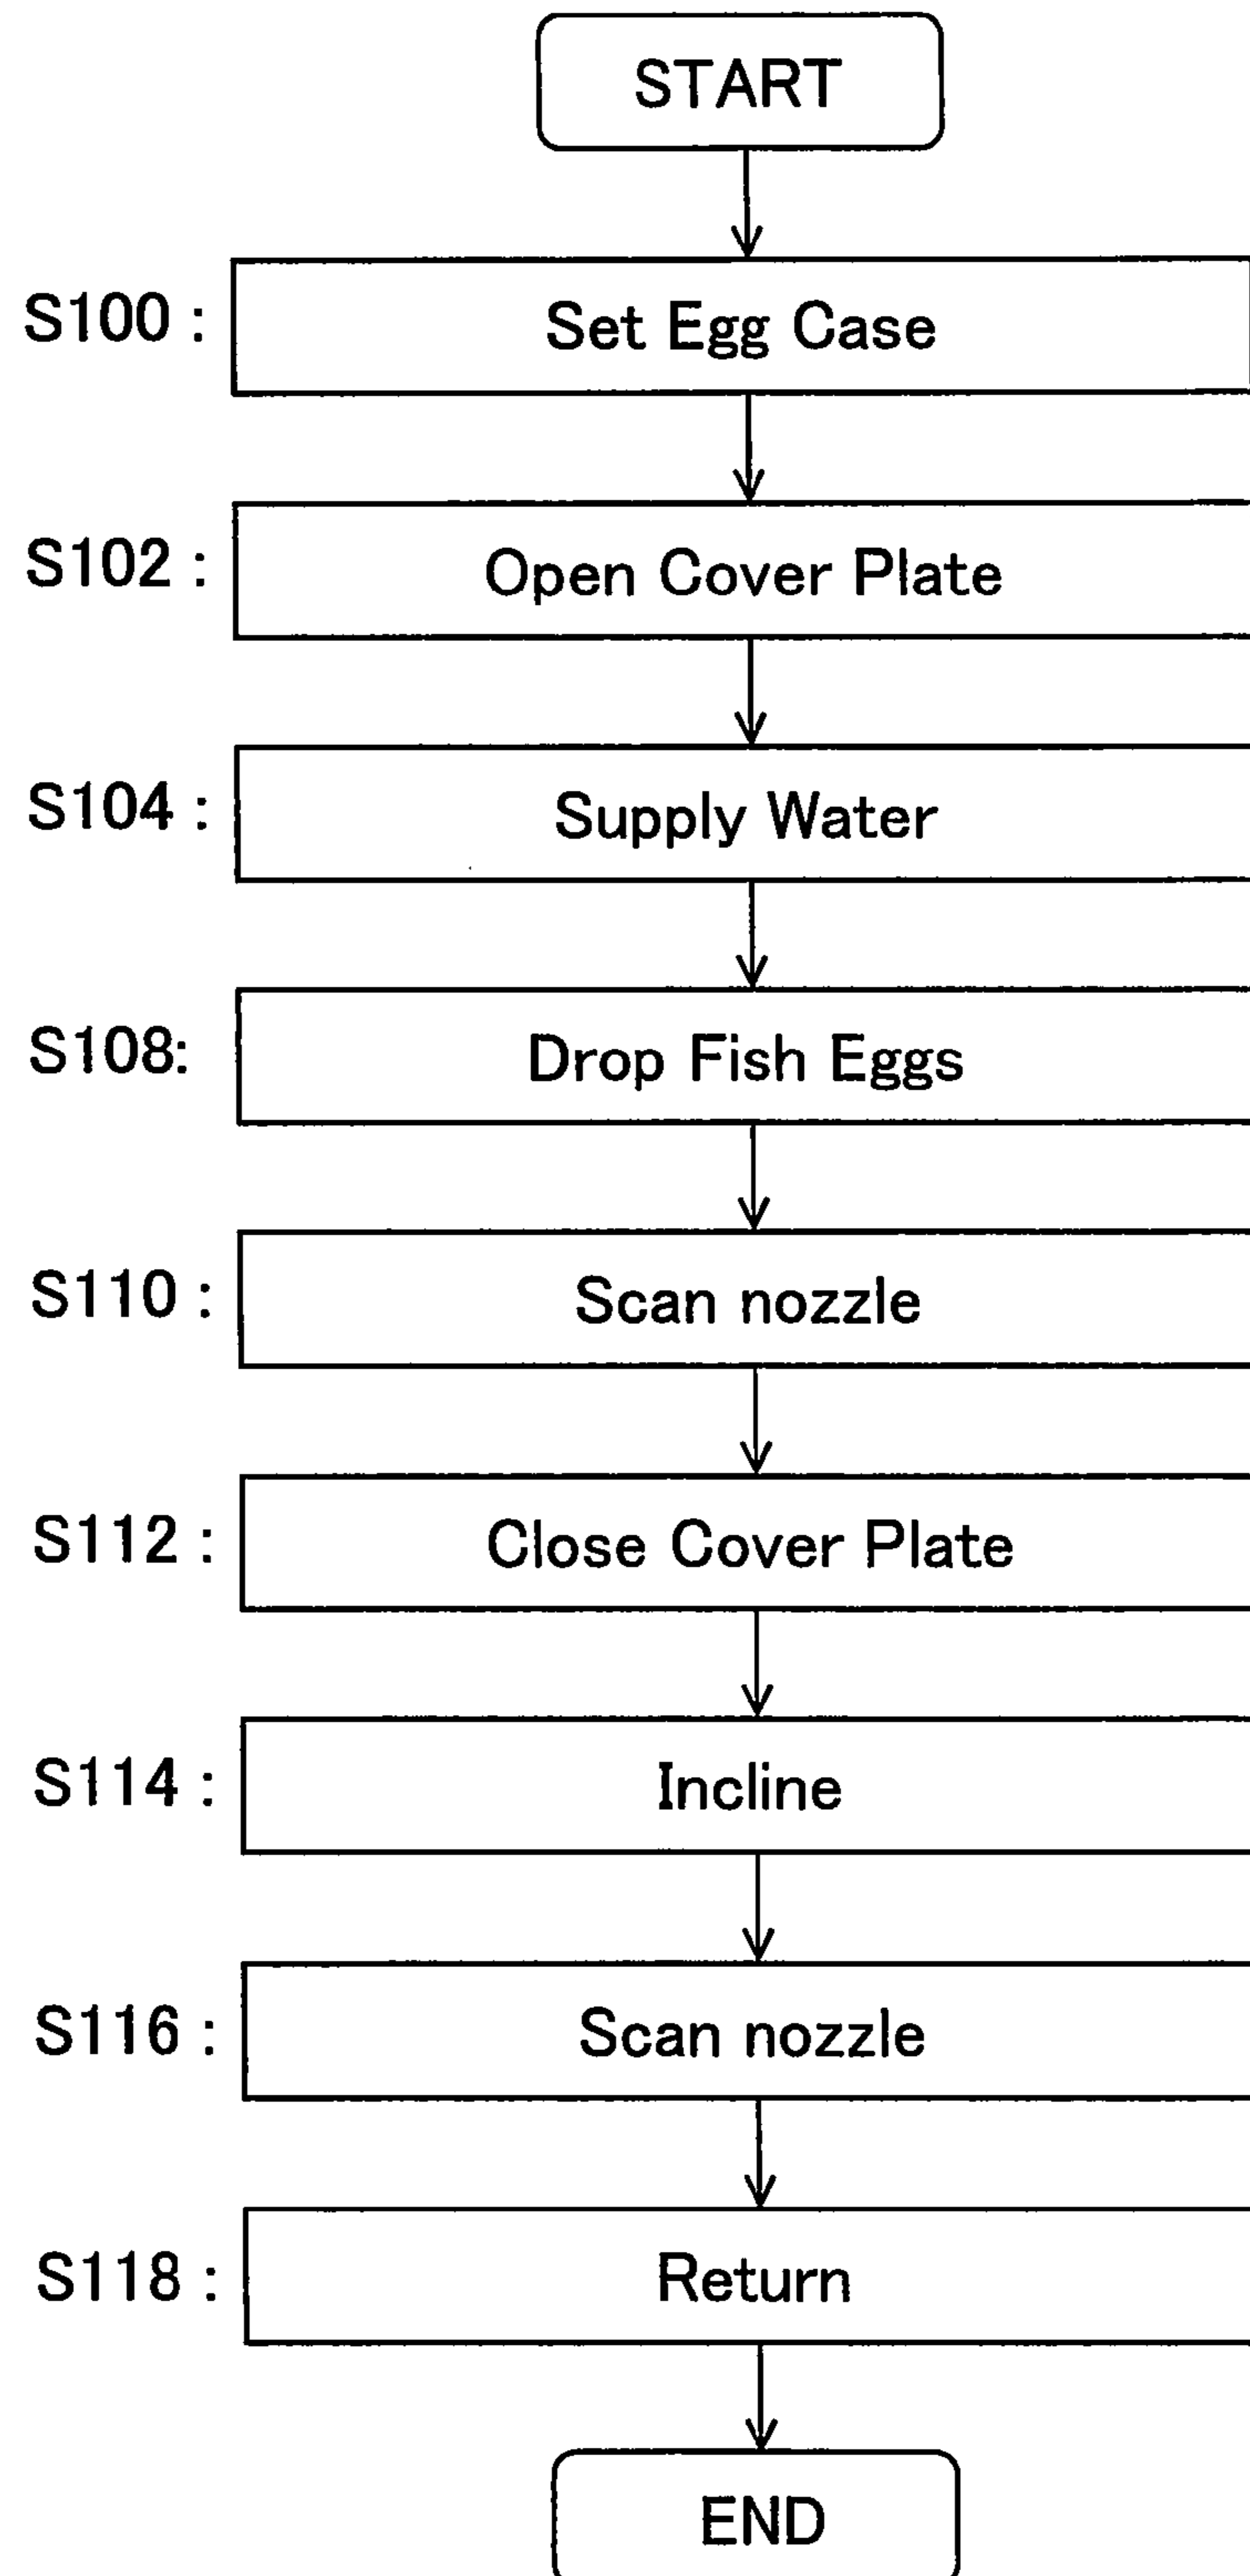 START
S100 : Set Egg Case
S102 : Open Cover Plate
S104 : Supply Water
S108: Drop Fish Eggs
S110 : Scan nozzle
S112 : Close Cover Plate
S114 : Incline
S116 : Scan nozzle
S118 : Return
END